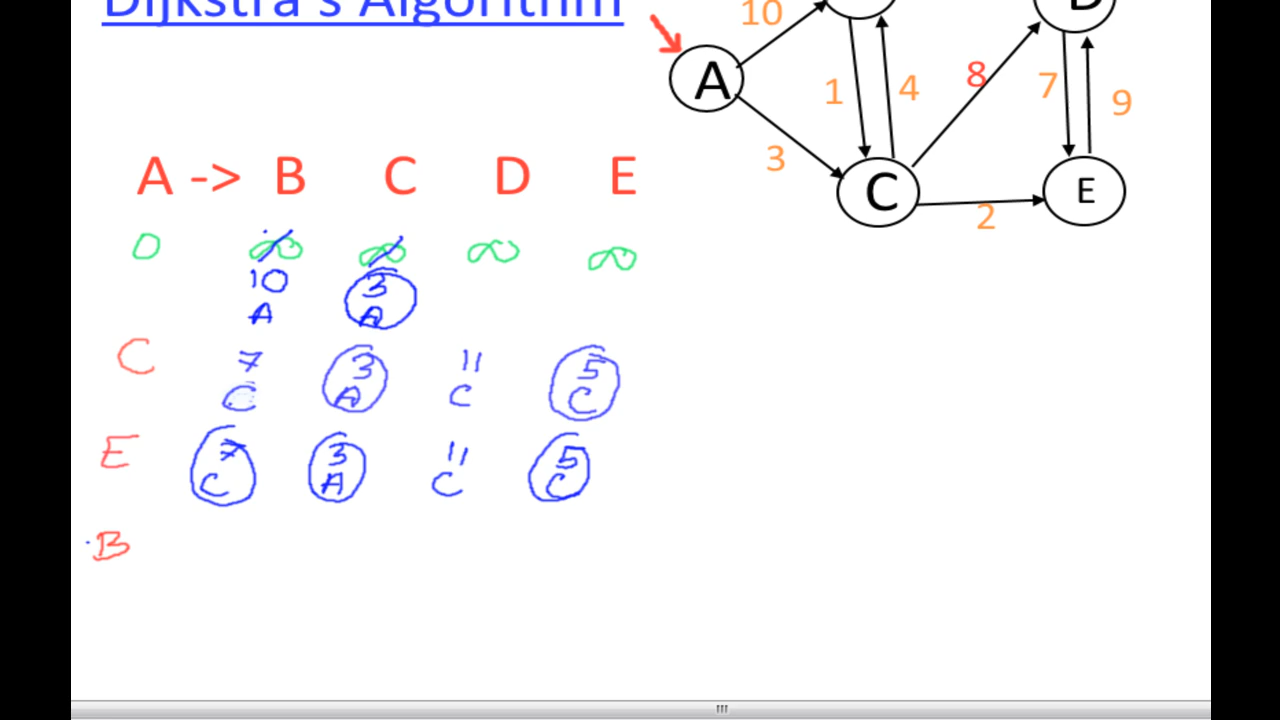 Dijkstra's Algorithm
10
D
A
1
4
8
7
9
3
C
2
E
A -> B C D E
0 ∞ ∞ ∞ ∞
10 3
A A
C 7 3 11 5
C A C C
E 7 3 11 5
C A C C
B